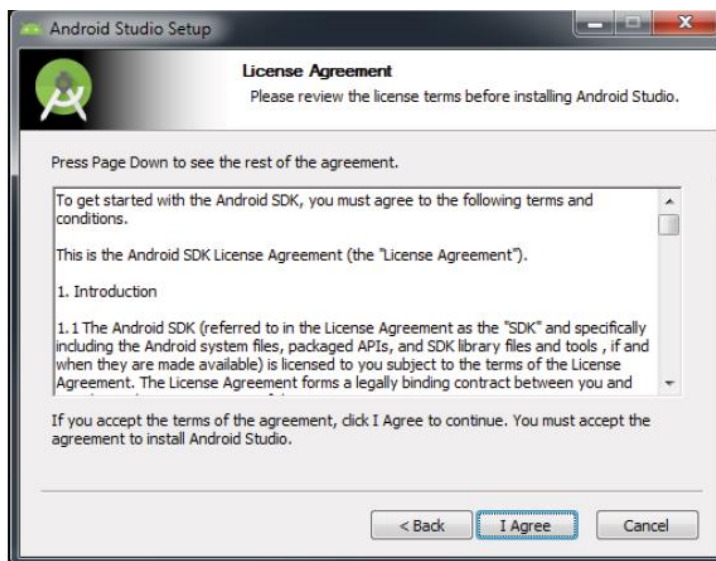 Android Studio Setup
License Agreement
Please review the license terms before installing Android Studio.
Press Page Down to see the rest of the agreement.
To get started with the Android SDK, you must agree to the following terms and
conditions.
This is the Android SDK License Agreement (the "License Agreement").
1. Introduction
1.1 The Android SDK (referred to in the License Agreement as the "SDK" and specifically
including the Android system files, packaged APIs, and SDK library files and tools , if and
when they are made available) is licensed to you subject to the terms of the License
Agreement. The License Agreement forms a legally binding contract between you and
If you accept the terms of the agreement, click I Agree to continue. You must accept the
agreement to install Android Studio.
< Back
I Agree
Cancel